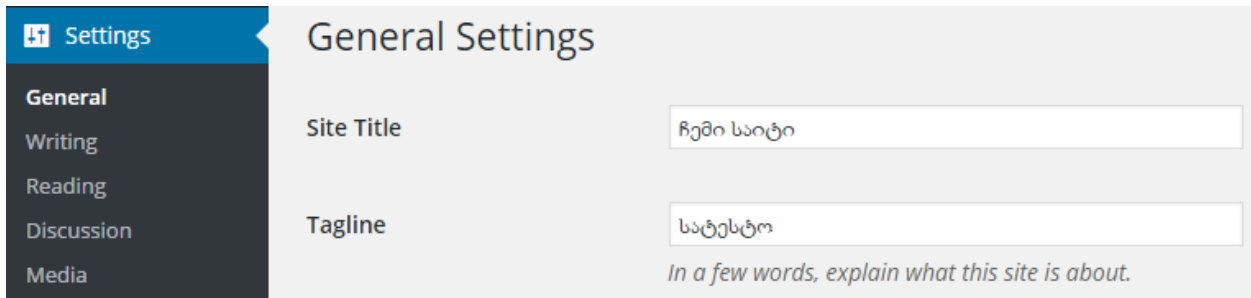 Settings
General
Writing
Reading
Discussion
Media
General Settings
Site Title
ჩემი საიტი
Tagline
სატესტო
In a few words, explain what this site is about.